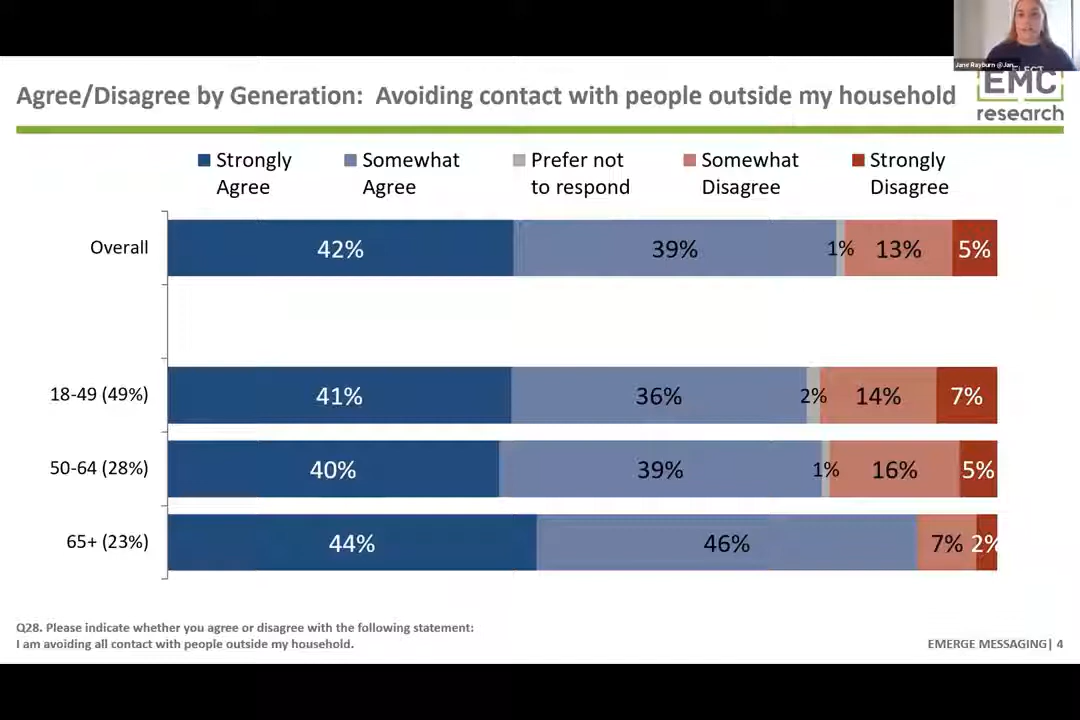 Jane Rayburn @Jan...
Agree/Disagree by Generation: Avoiding contact with people outside my household
EMC
research
Strongly Agree
Somewhat Agree
Prefer not to respond
Somewhat Disagree
Strongly Disagree
Overall 42% 39% 1% 13% 5%
18-49 (49%) 41% 36% 2% 14% 7%
50-64 (28%) 40% 39% 1% 16% 5%
65+ (23%) 44% 46% 7% 2%
Q28. Please indicate whether you agree or disagree with the following statement:
I am avoiding all contact with people outside my household.
EMERGE MESSAGING| 4